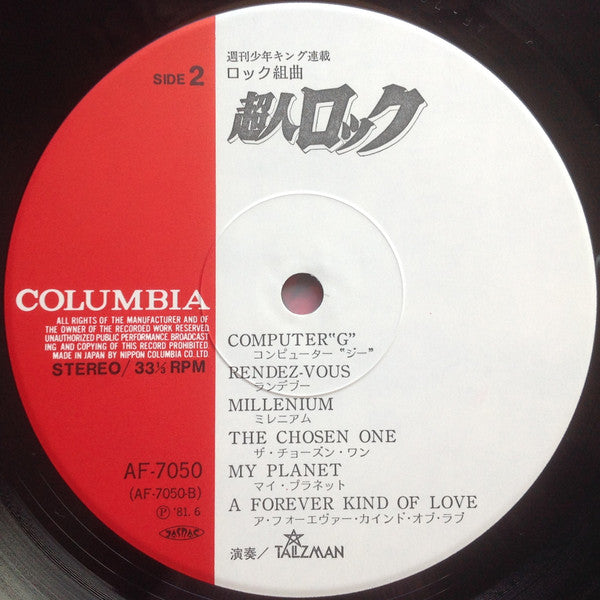 SIDE 2
週刊少年キング連載
ロック組曲
超人ロック
COLUMBIA
ALL RIGHTS OF THE MANUFACTURER AND OF
THE OWNER OF THE RECORDED WORK RESERVED
UNAUTHORIZED PUBLIC PERFORMANCE, BROADCAST
ING AND COPYING OF THIS RECORD PROHIBITED.
MADE IN JAPAN BY NIPPON COLUMBIA CO. LTD.
STEREO/33⅓ RPM
COMPUTER"G"
コンピューター "ジー"
RENDEZ-VOUS
ランデブー
MILLENIUM
ミレニアム
THE CHOSEN ONE
ザ・チョーズン・ワン
MY PLANET
マイ・プラネット
A FOREVER KIND OF LOVE
ア・フォーエヴァー・カインド・オブ・ラブ
AF-7050
(AF-7050-B)
Ⓟ '81. 6
JASRAC
演奏/ TALIZMAN